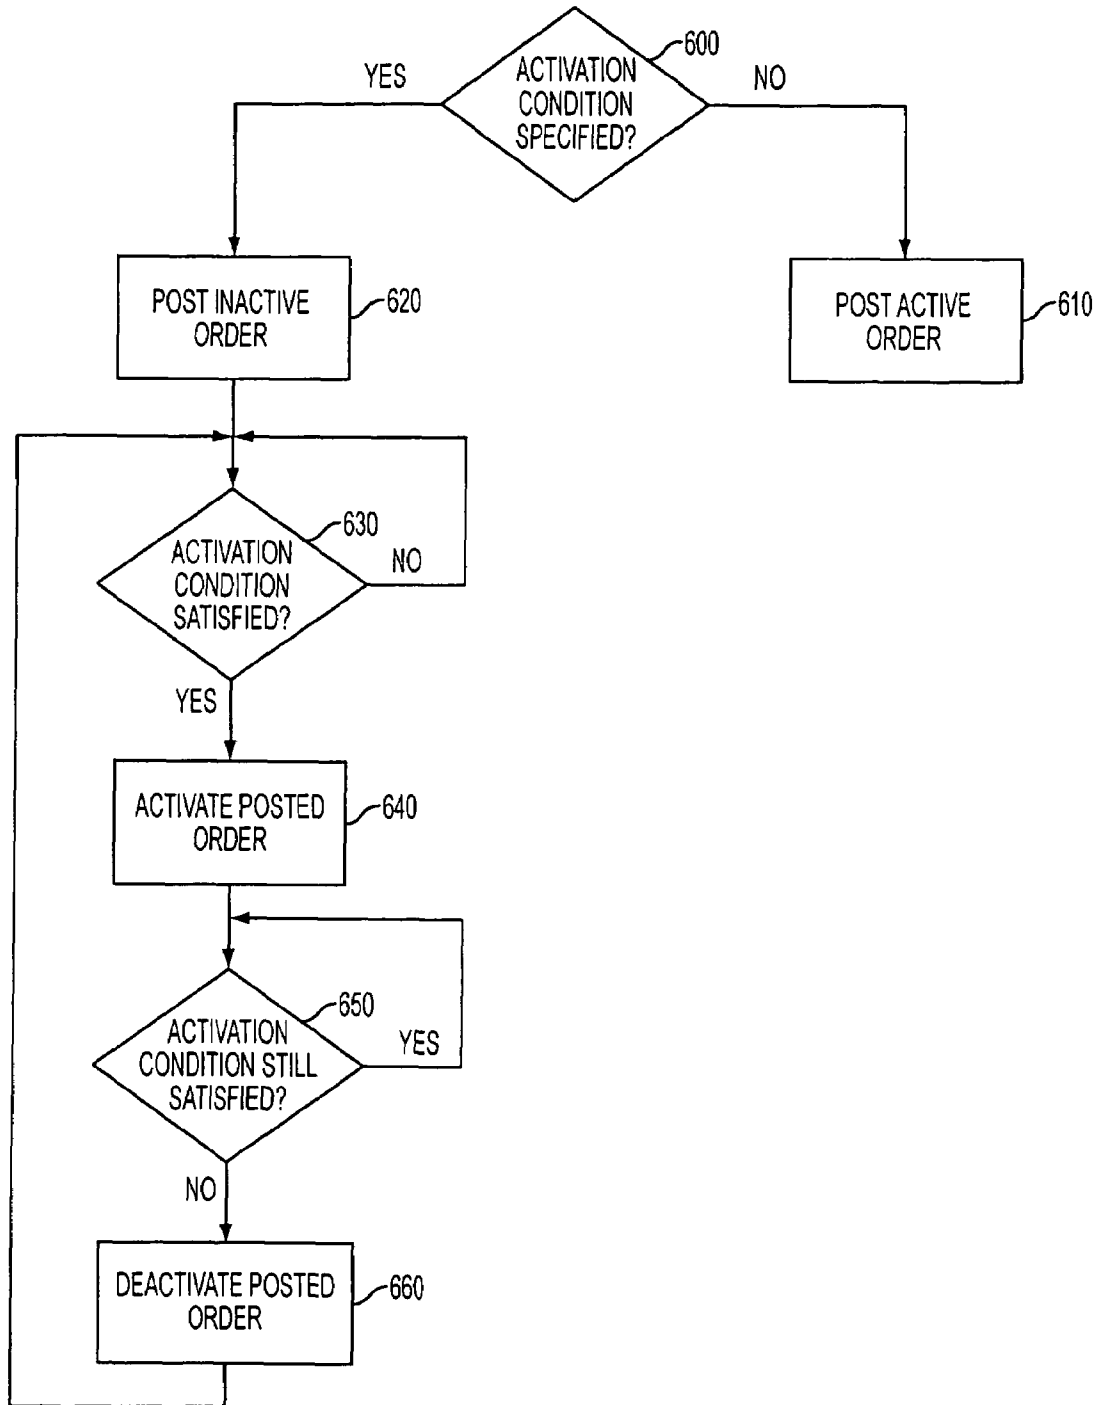 600
YES
ACTIVATION
CONDITION
SPECIFIED?
NO
POST INACTIVE
ORDER
620
POST ACTIVE
ORDER
610
630
ACTIVATION
CONDITION
SATISFIED?
NO
YES
ACTIVATE POSTED
ORDER
640
650
ACTIVATION
CONDITION STILL
SATISFIED?
YES
NO
DEACTIVATE POSTED
ORDER
660